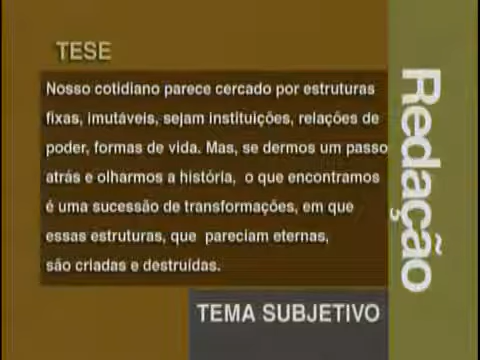 TESE
Nosso cotidiano parece cercado por estruturas
fixas, imutáveis, sejam instituições, relações de
poder, formas de vida. Mas, se dermos um passo
atrás e olharmos a história, o que encontramos
é uma sucessão de transformações, em que
essas estruturas, que pareciam eternas,
são criadas e destruídas.
TEMA SUBJETIVO
Redação